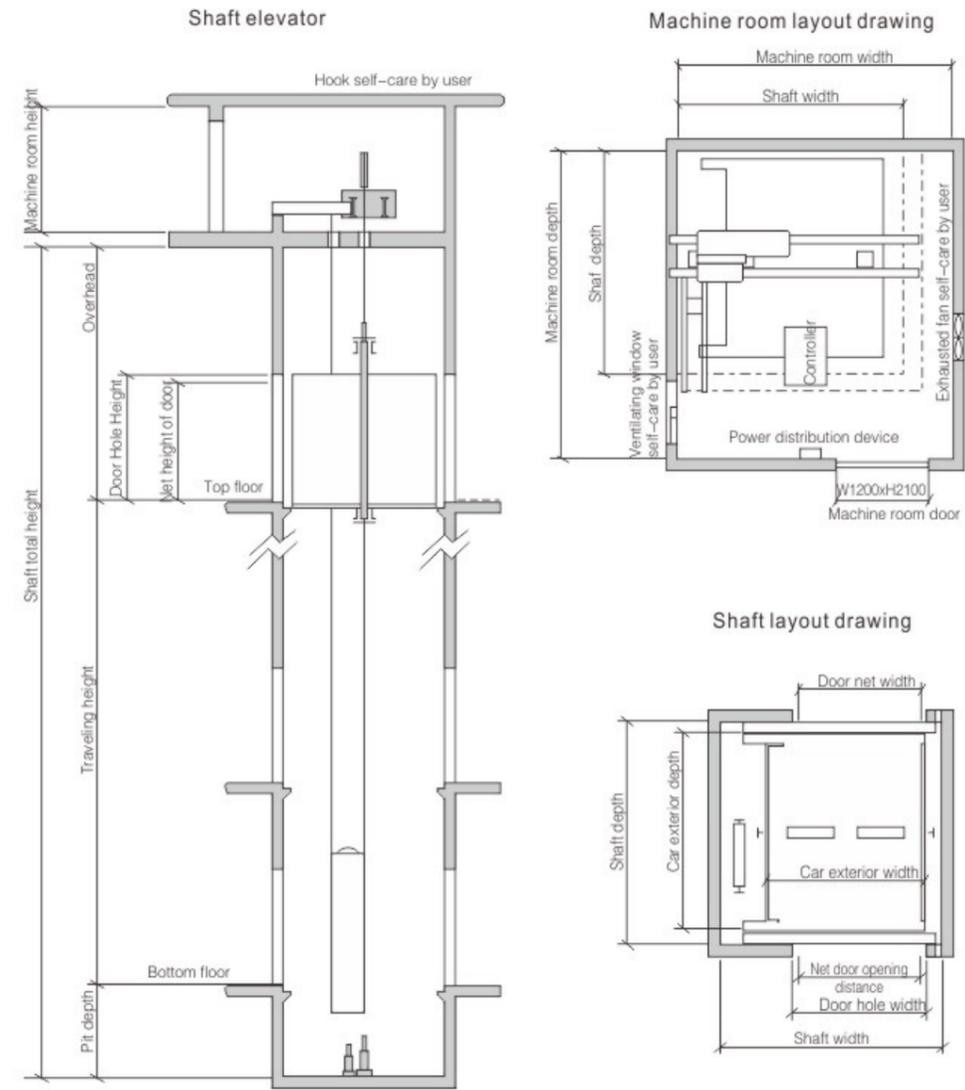 Shaft elevator
Hook self-care by user
Machine room height
Overhead
Door Hole Height
Net height of door
Top floor
Shaft total height
Traveling height
Bottom floor
Pit depth
Machine room layout drawing
Machine room width
Shaft width
Machine room depth
Shaf depth
Ventilating window
self-care by user
Controller
Exhausted fan self-care by user
Power distribution device
W1200xH2100
Machine room door
Shaft layout drawing
Door net width
Shaft depth
Car exterior depth
Car exterior width
Net door opening
distance
Door hole width
Shaft width